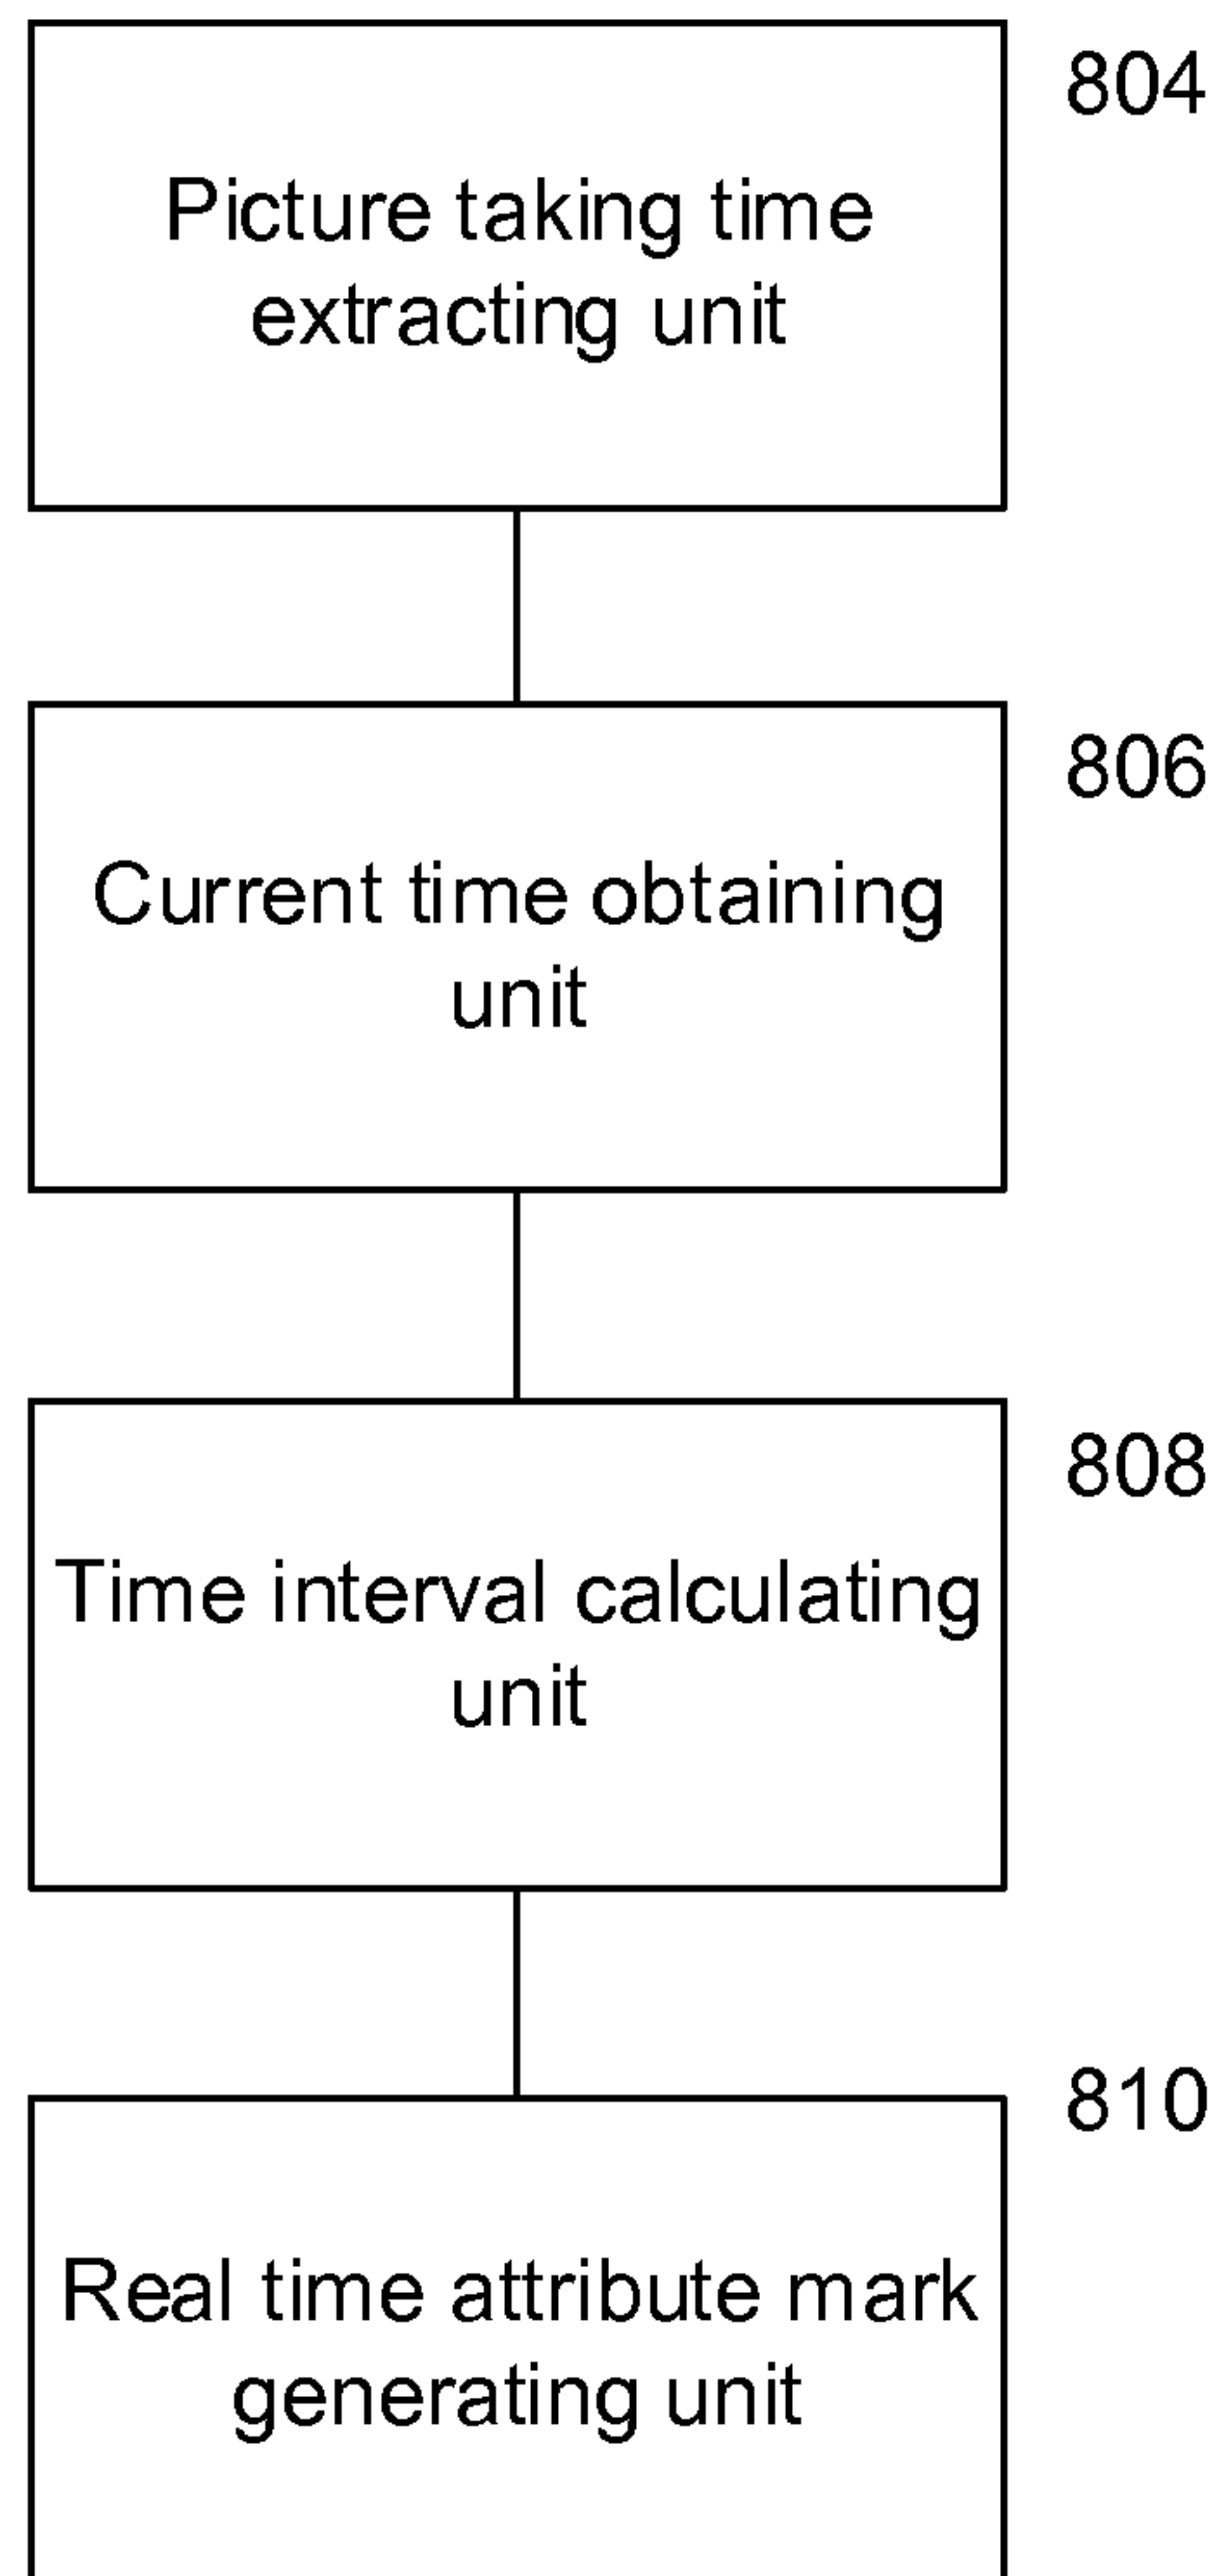 804
Picture taking time
extracting unit
806
Current time obtaining
unit
808
Time interval calculating
unit
810
Real time attribute mark
generating unit